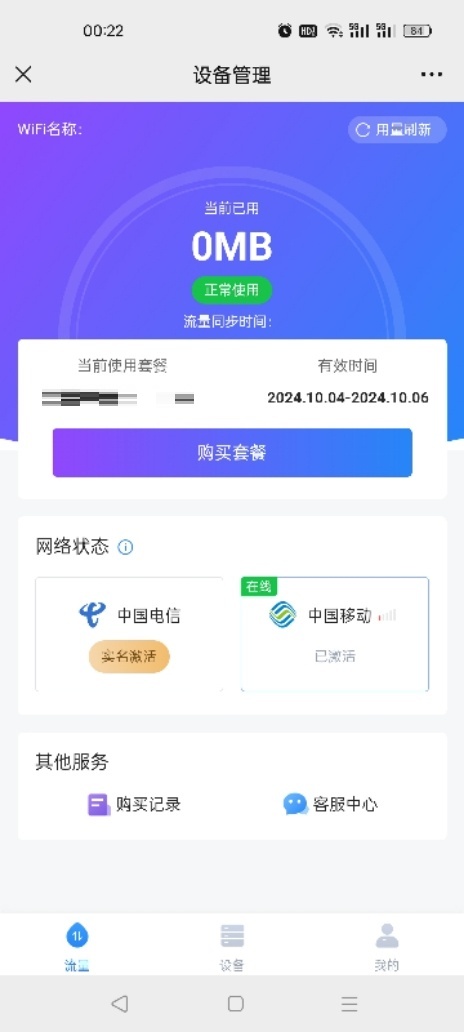 00:22
HD 5G 5G 84
设备管理
WiFi名称:
用量刷新
当前已用
0MB
正常使用
流量同步时间:
当前使用套餐 有效时间
2024.10.04-2024.10.06
购买套餐
网络状态
在线
中国电信 中国移动
实名激活 已激活
其他服务
购买记录 客服中心
流量 设备 我的